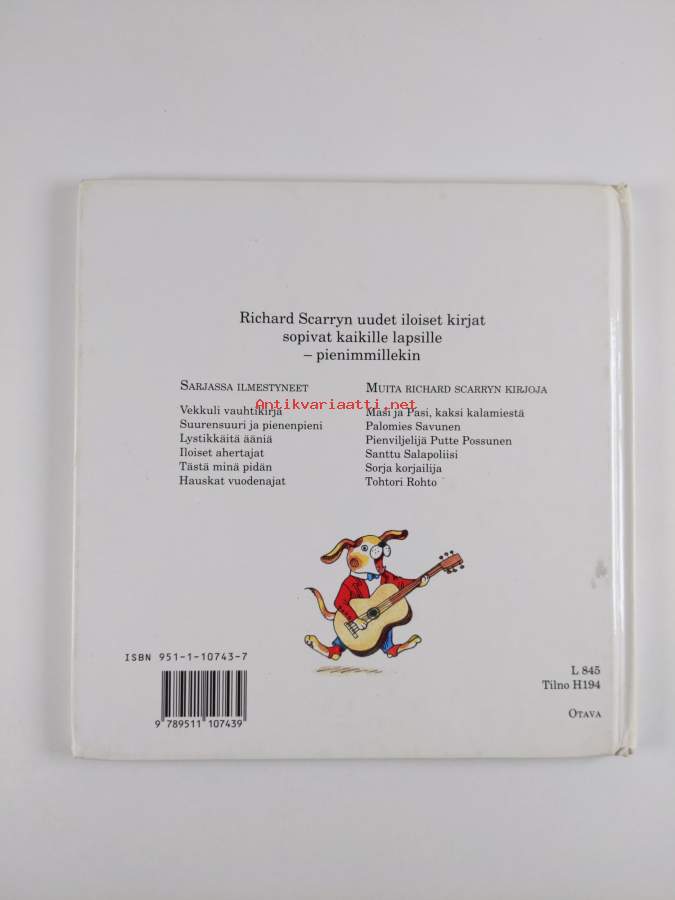 Richard Scarryn uudet iloiset kirjat
sopivat kaikille lapsille
– pienimmillekin
SARJASSA ILMESTYNEET
Vekkuli vauhtikirja
Suurensuuri ja pienenpieni
Lystikkäitä ääniä
Iloiset ahertajat
Tästä minä pidän
Hauskat vuodenajat
MUITA RICHARD SCARRYN KIRJOJA
Masi ja Pasi, kaksi kalamiestä
Palomies Savunen
Pienviljelijä Putte Possunen
Santtu Salapoliisi
Sorja korjailija
Tohtori Rohto
Antikvariaatti.net
ISBN 951-1-10743-7
9 789511 107439
L 845
Tilno H194
OTAVA